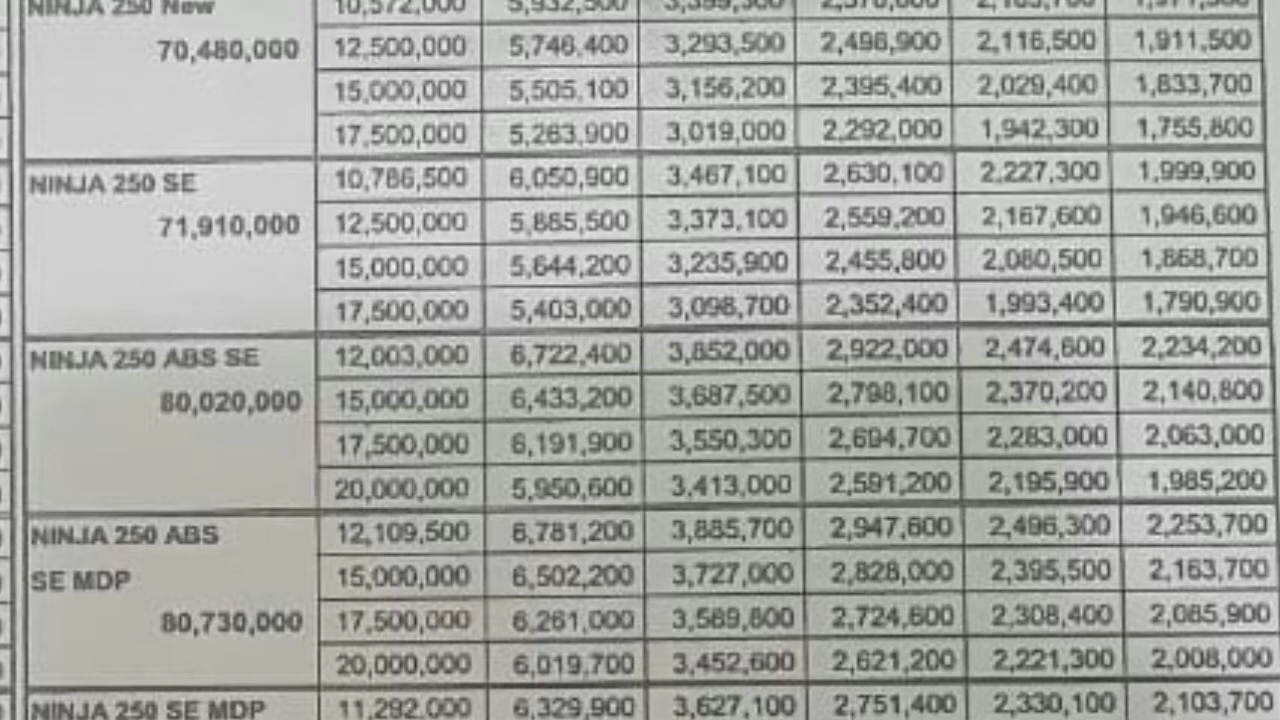 NINJA 250 New 10,572,000 5,932,500
70,480,000 12,500,000 5,746,400 3,293,500 2,496,900 2,116,500 1,911,500
15,000,000 5,505,100 3,156,200 2,395,400 2,029,400 1,833,700
17,500,000 5,263,900 3,019,000 2,292,000 1,942,300 1,755,800
NINJA 250 SE 10,786,500 6,050,900 3,467,100 2,630,100 2,227,300 1,999,900
71,910,000 12,500,000 5,885,500 3,373,100 2,559,200 2,167,600 1,946,600
15,000,000 5,644,200 3,235,900 2,455,800 2,080,500 1,868,700
17,500,000 5,403,000 3,098,700 2,352,400 1,993,400 1,790,900
NINJA 250 ABS SE 12,003,000 6,722,400 3,852,000 2,922,000 2,474,600 2,234,200
80,020,000 15,000,000 6,433,200 3,687,500 2,798,100 2,370,200 2,140,800
17,500,000 6,191,900 3,550,300 2,694,700 2,283,000 2,063,000
20,000,000 5,950,600 3,413,000 2,591,200 2,195,900 1,985,200
NINJA 250 ABS 12,109,500 6,781,200 3,885,700 2,947,600 2,496,300 2,253,700
SE MDP 15,000,000 6,502,200 3,727,000 2,828,000 2,395,500 2,163,700
80,730,000 17,500,000 6,261,000 3,589,800 2,724,600 2,308,400 2,085,900
20,000,000 6,019,700 3,452,600 2,621,200 2,221,300 2,008,000
NINJA 250 SE MDP 11,292,000 6,329,900 3,627,100 2,751,400 2,330,100 2,103,700